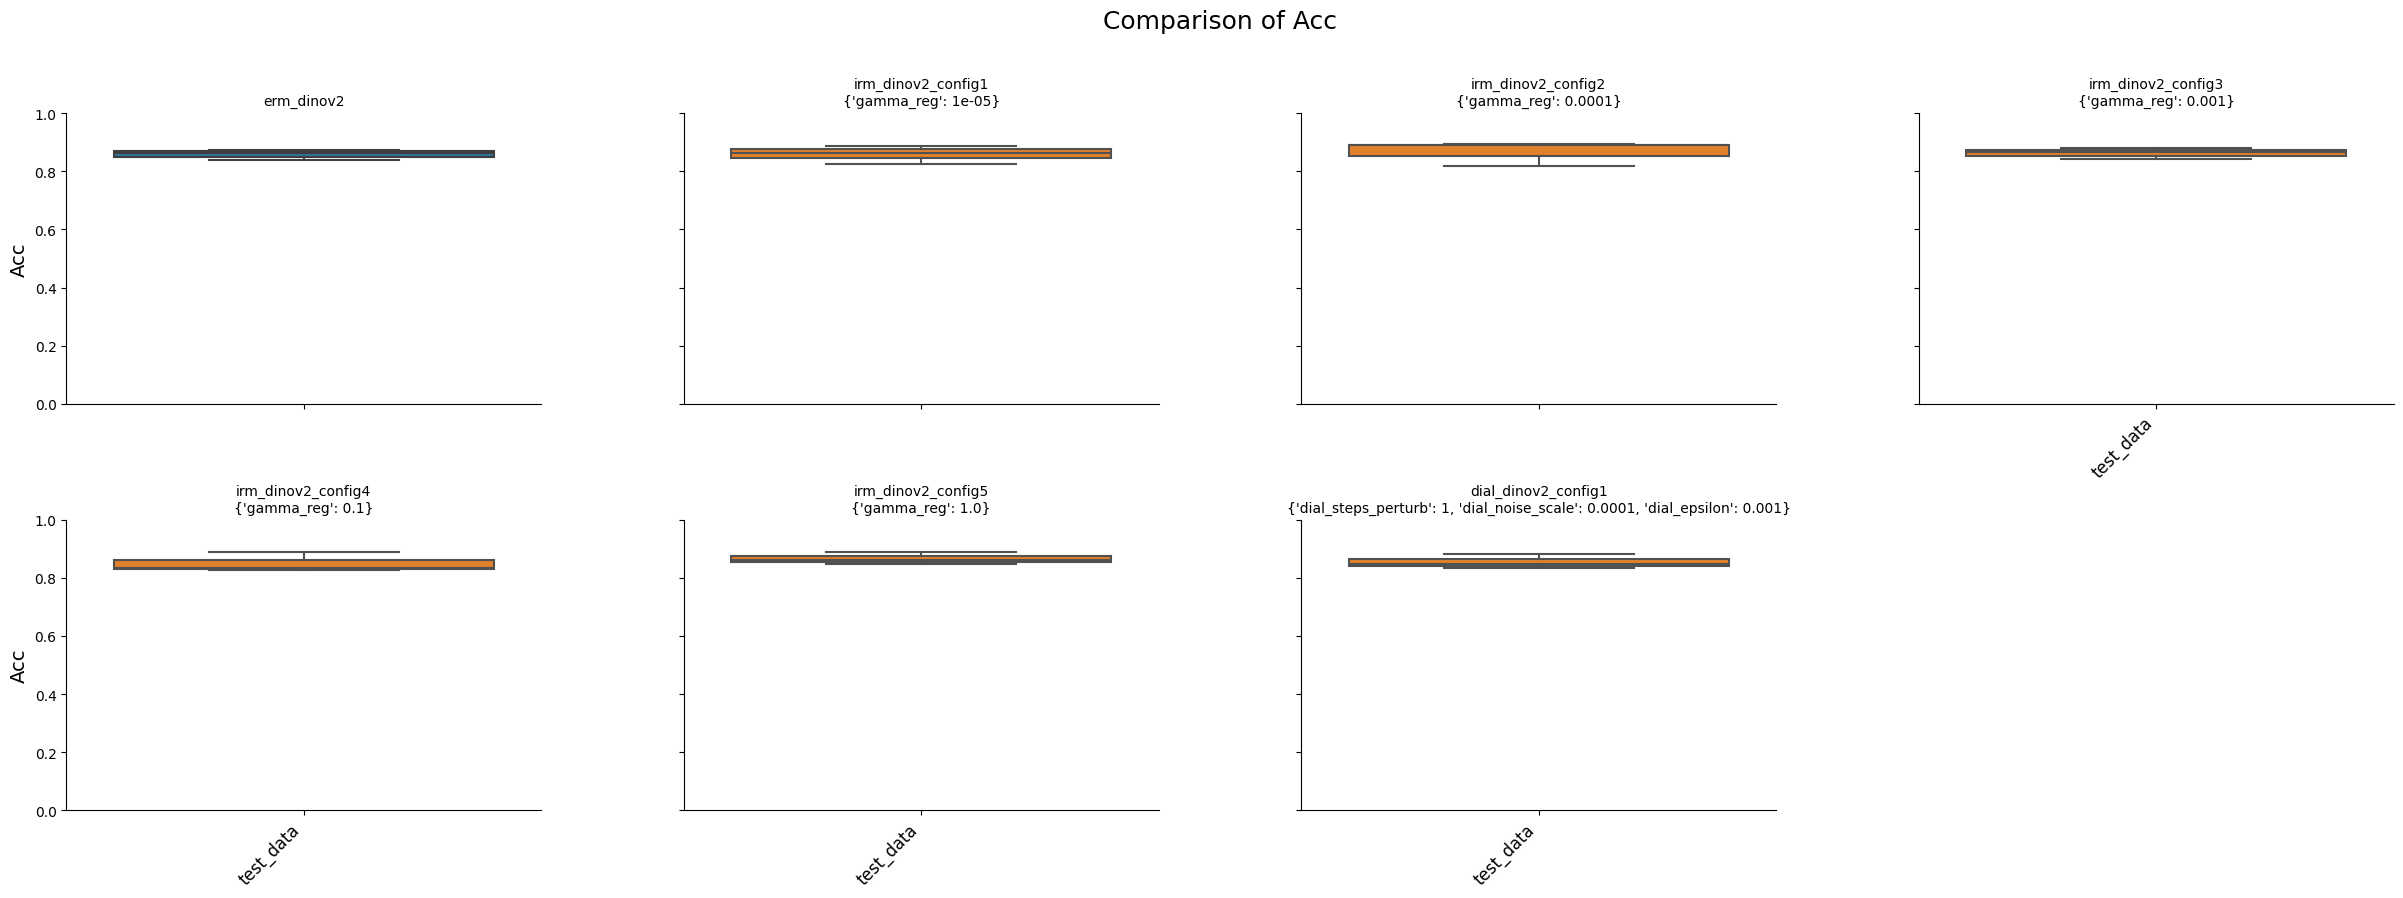 Comparison of Acc
erm_dinov2
irm_dinov2_config1
{'gamma_reg': 1e-05}
irm_dinov2_config2
{'gamma_reg': 0.0001}
irm_dinov2_config3
{'gamma_reg': 0.001}
Acc
1.0
0.8
0.6
0.4
0.2
0.0
test_data
irm_dinov2_config4
{'gamma_reg': 0.1}
irm_dinov2_config5
{'gamma_reg': 1.0}
dial_dinov2_config1
{'dial_steps_perturb': 1, 'dial_noise_scale': 0.0001, 'dial_epsilon': 0.001}
Acc
1.0
0.8
0.6
0.4
0.2
0.0
test_data
test_data
test_data